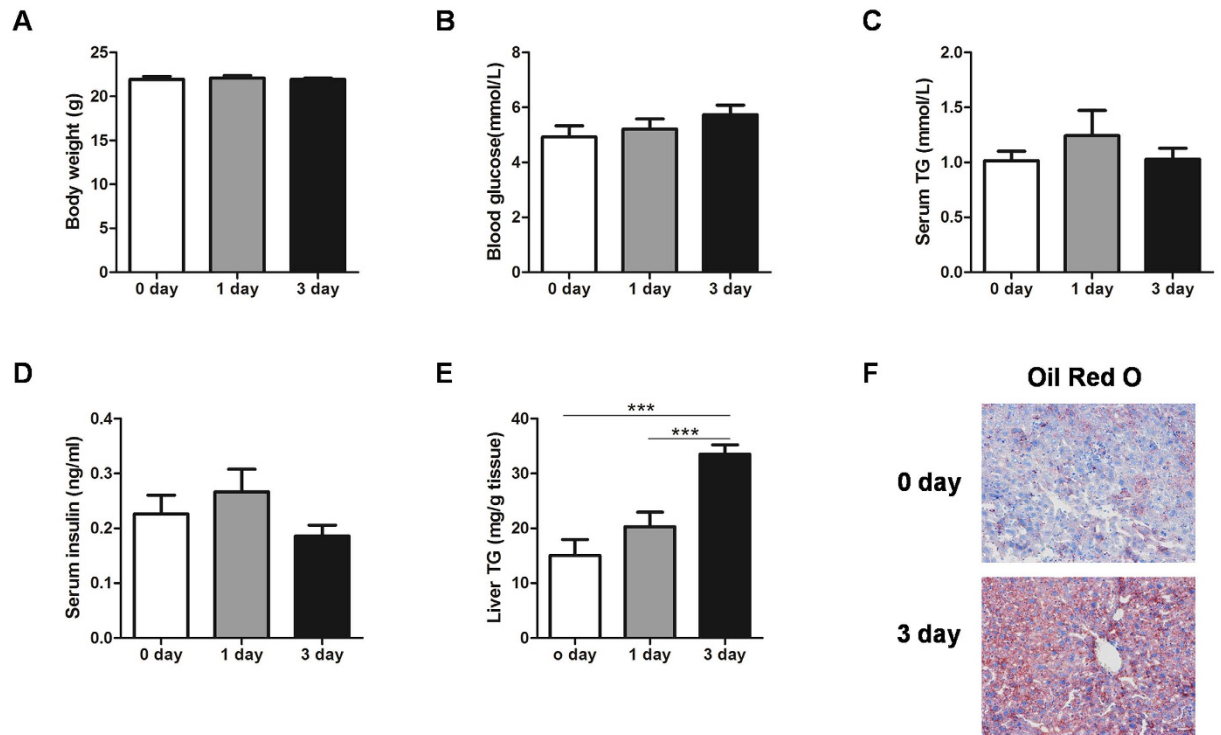 A
Body weight (g)
25
20
15
10
5
0
0 day 1 day 3 day
B
Blood glucose(mmol/L)
8
6
4
2
0
0 day 1 day 3 day
C
Serum TG (mmol/L)
2.0
1.5
1.0
0.5
0.0
0 day 1 day 3 day
D
Serum insulin (ng/ml)
0.4
0.3
0.2
0.1
0.0
0 day 1 day 3 day
E
Liver TG (mg/g tissue)
40
30
20
10
0
***
***
o day 1 day 3 day
F
Oil Red O
0 day
3 day